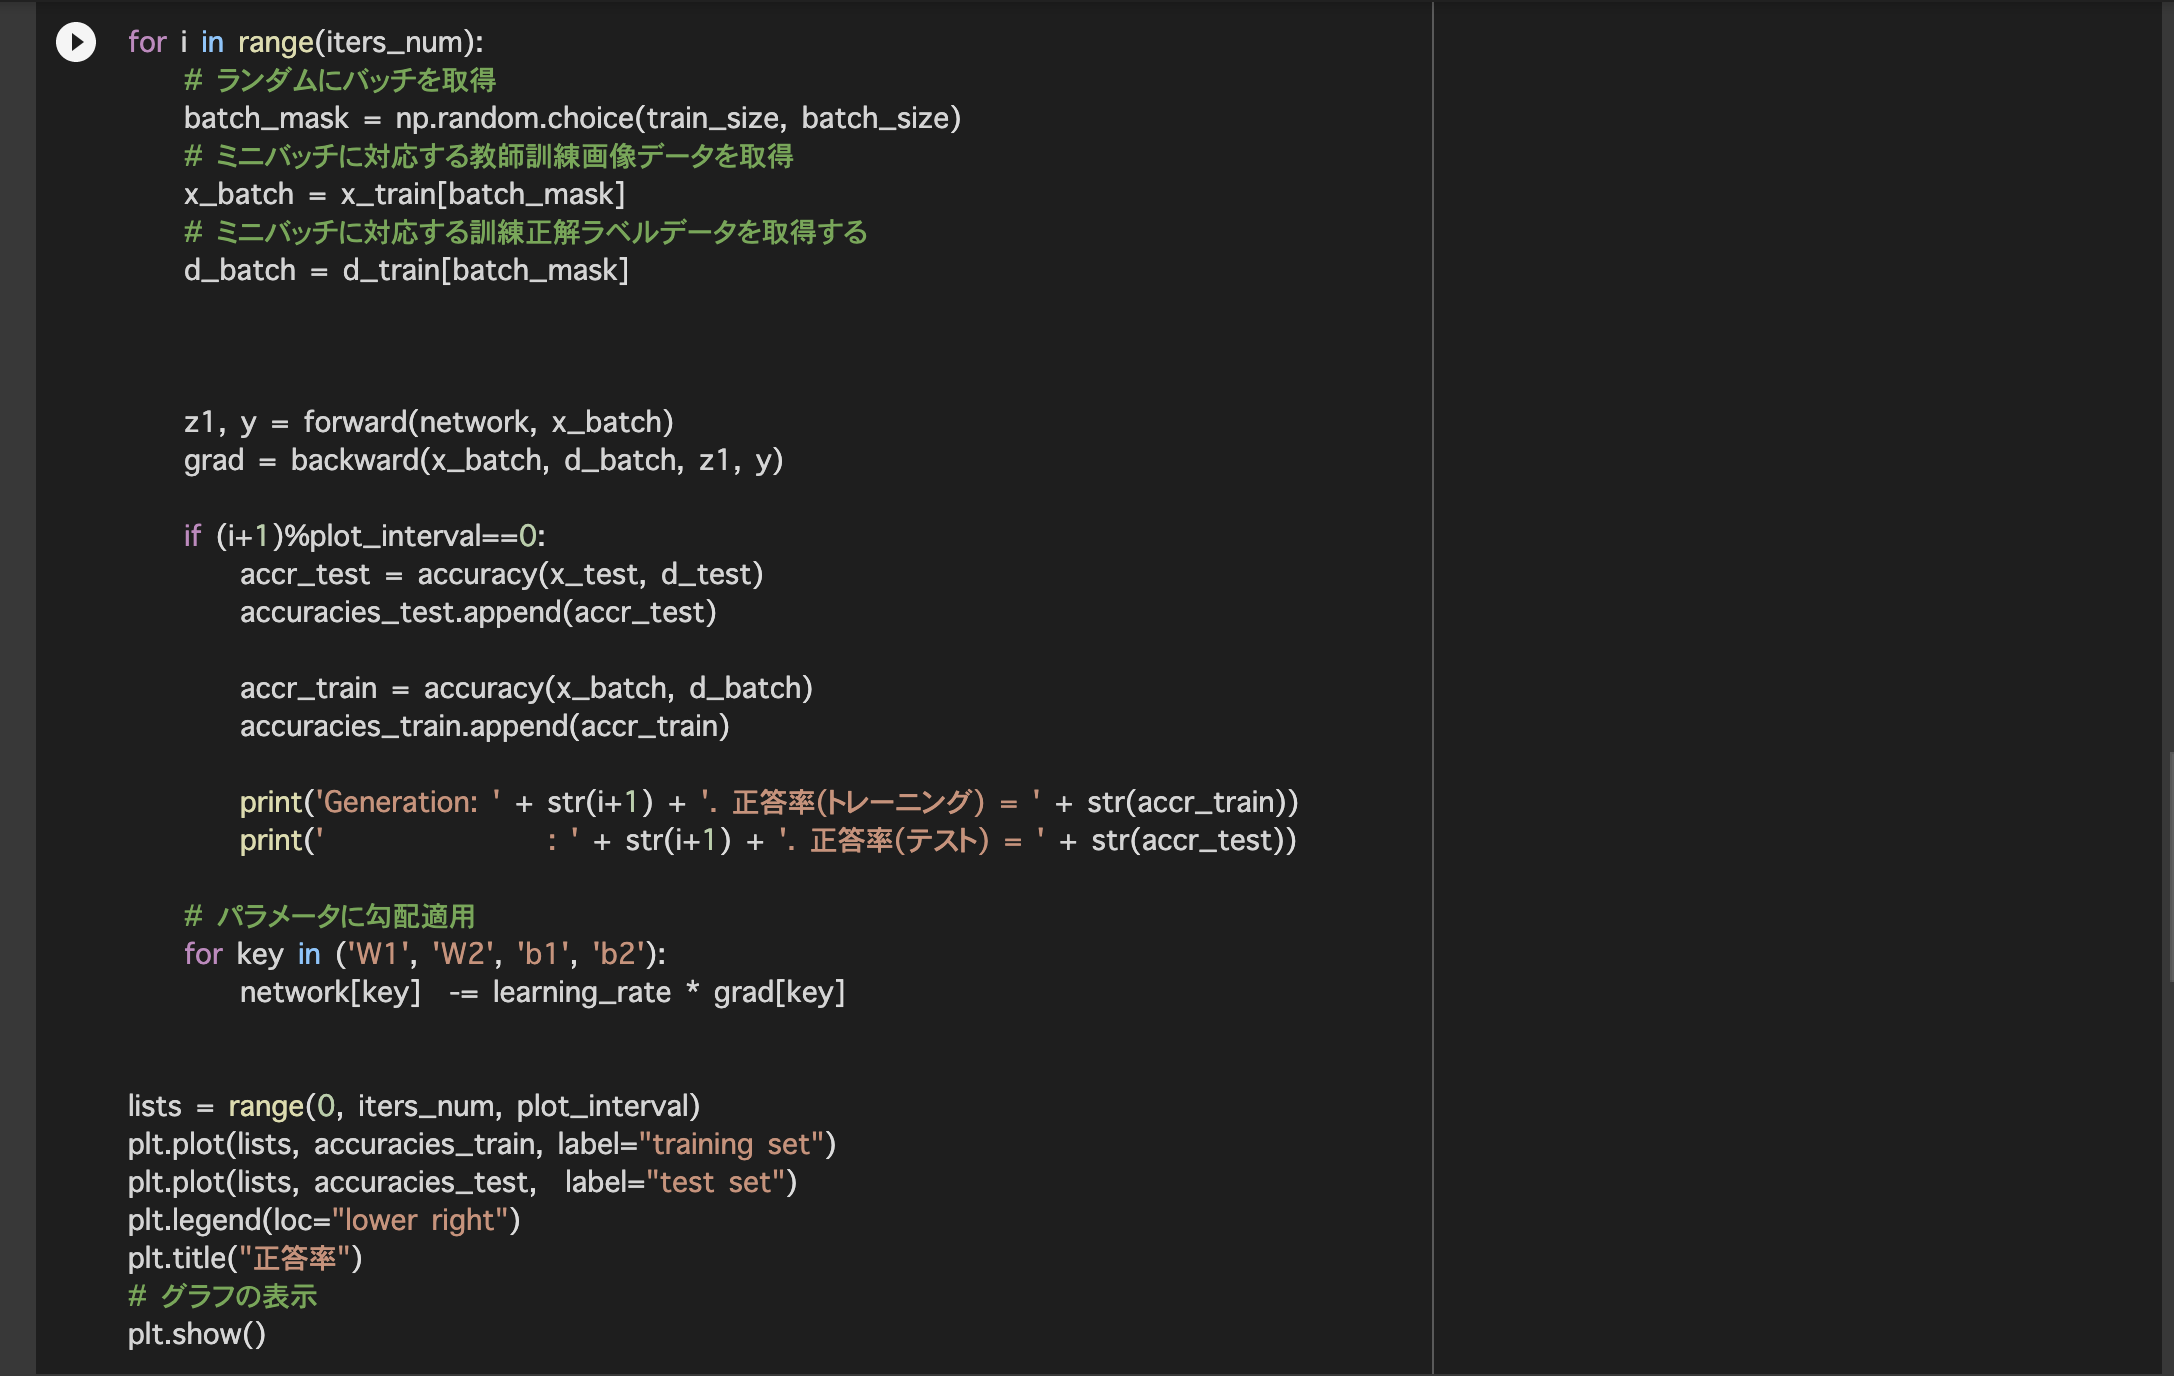 for i in range(iters_num):
    # ランダムにバッチを取得
    batch_mask = np.random.choice(train_size, batch_size)
    # ミニバッチに対応する教師訓練画像データを取得
    x_batch = x_train[batch_mask]
    # ミニバッチに対応する訓練正解ラベルデータを取得する
    d_batch = d_train[batch_mask]
    z1, y = forward(network, x_batch)
    grad = backward(x_batch, d_batch, z1, y)
    if (i+1)%plot_interval==0:
        accr_test = accuracy(x_test, d_test)
        accuracies_test.append(accr_test)
        accr_train = accuracy(x_batch, d_batch)
        accuracies_train.append(accr_train)
        print('Generation: ' + str(i+1) + '. 正答率(トレーニング) = ' + str(accr_train))
        print('                : ' + str(i+1) + '. 正答率(テスト) = ' + str(accr_test))
    # パラメータに勾配適用
    for key in ('W1', 'W2', 'b1', 'b2'):
        network[key]  -= learning_rate * grad[key]
lists = range(0, iters_num, plot_interval)
plt.plot(lists, accuracies_train, label="training set")
plt.plot(lists, accuracies_test,  label="test set")
plt.legend(loc="lower right")
plt.title("正答率")
# グラフの表示
plt.show()